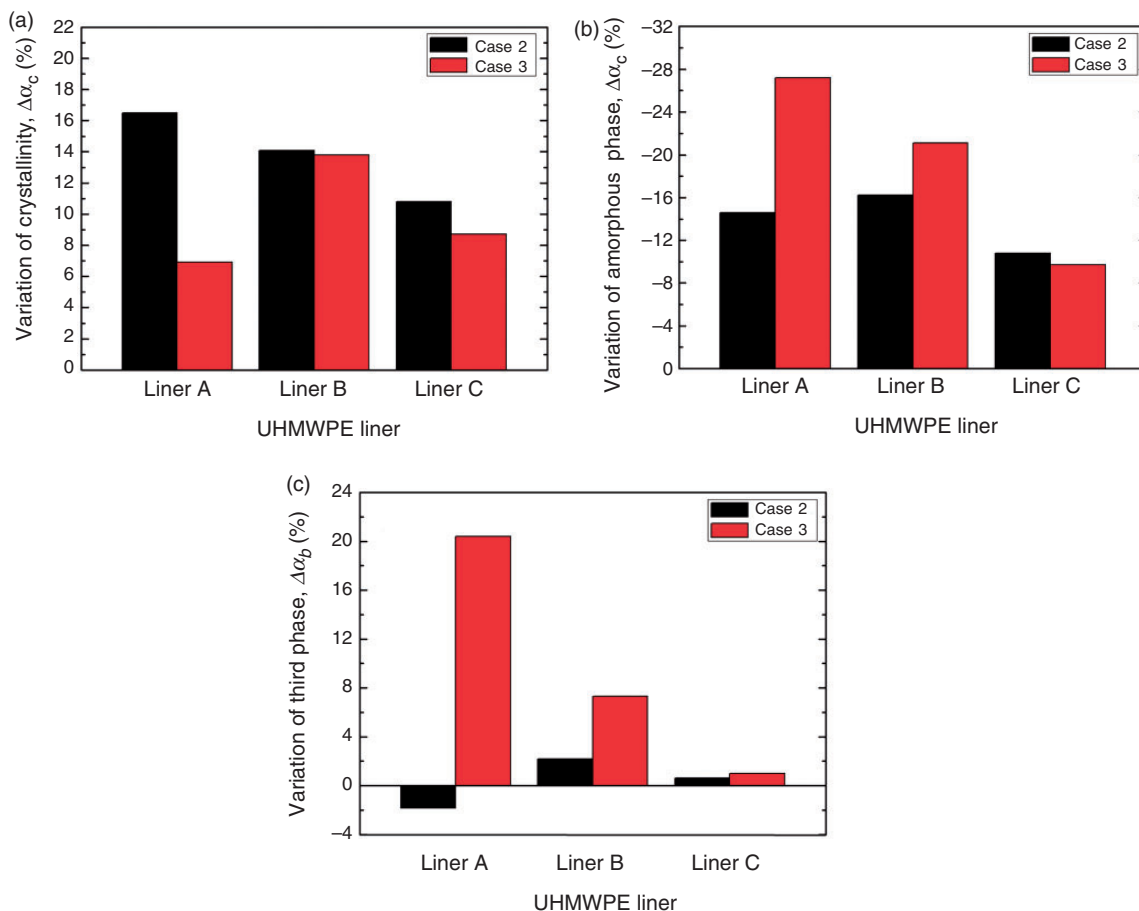 (a)
Variation of crystallinity, Δα_c (%)
22
20
18
16
14
12
10
8
6
4
2
0
Case 2
Case 3
Liner A
Liner B
Liner C
UHMWPE liner
(b)
Variation of amorphous phase, Δα_c (%)
−32
−28
−24
−20
−16
−12
−8
−4
0
Case 2
Case 3
Liner A
Liner B
Liner C
UHMWPE liner
(c)
Variation of third phase, Δα_b (%)
24
20
16
12
8
4
0
−4
Case 2
Case 3
Liner A
Liner B
Liner C
UHMWPE liner